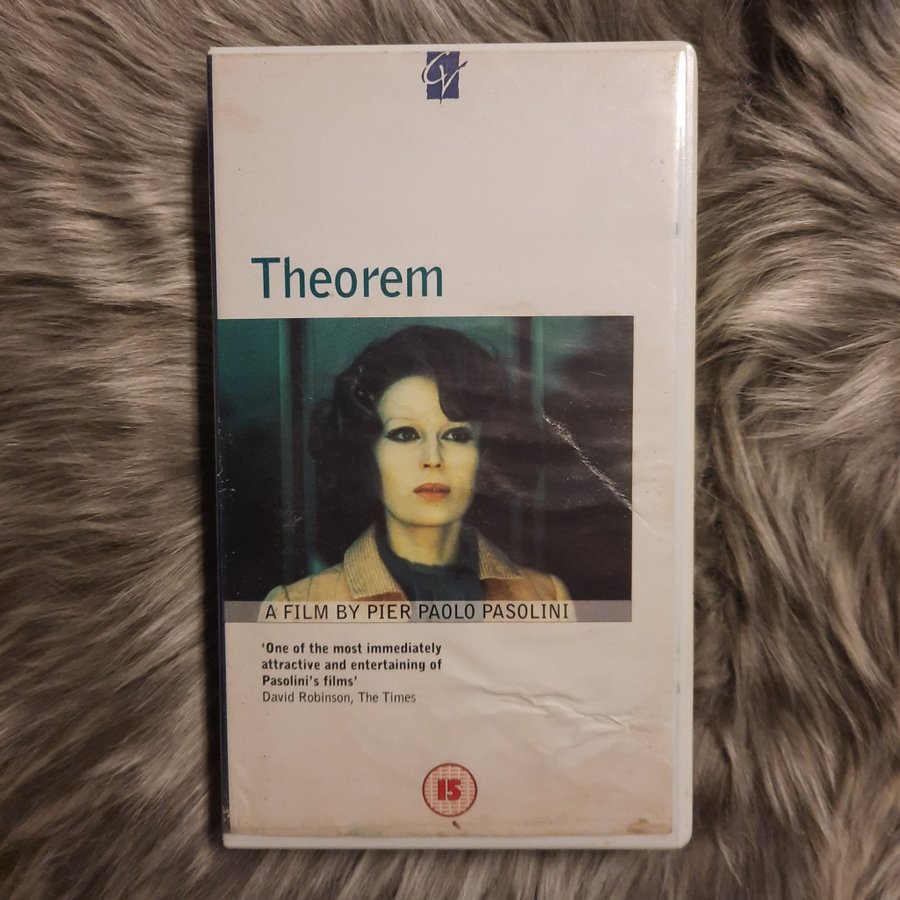 CV
Theorem
A FILM BY PIER PAOLO PASOLINI
‘One of the most immediately
attractive and entertaining of
Pasolini's films’
David Robinson, The Times
15